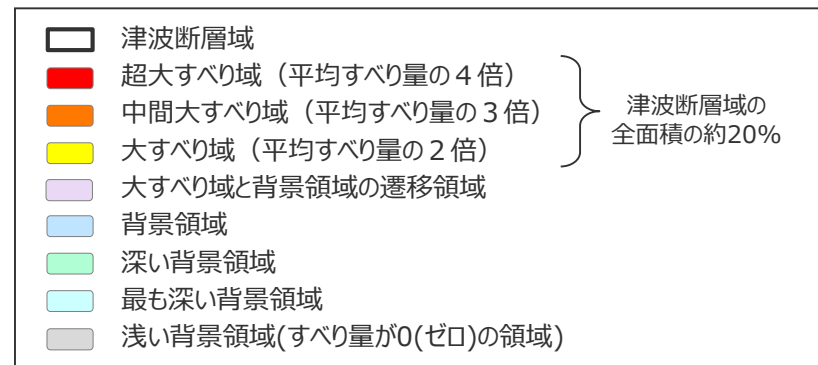 津波断層域
超大すべり域（平均すべり量の４倍）
中間大すべり域（平均すべり量の３倍）
大すべり域（平均すべり量の２倍）
津波断層域の
全面積の約20%
大すべり域と背景領域の遷移領域
背景領域
深い背景領域
最も深い背景領域
浅い背景領域(すべり量が0(ゼロ)の領域)